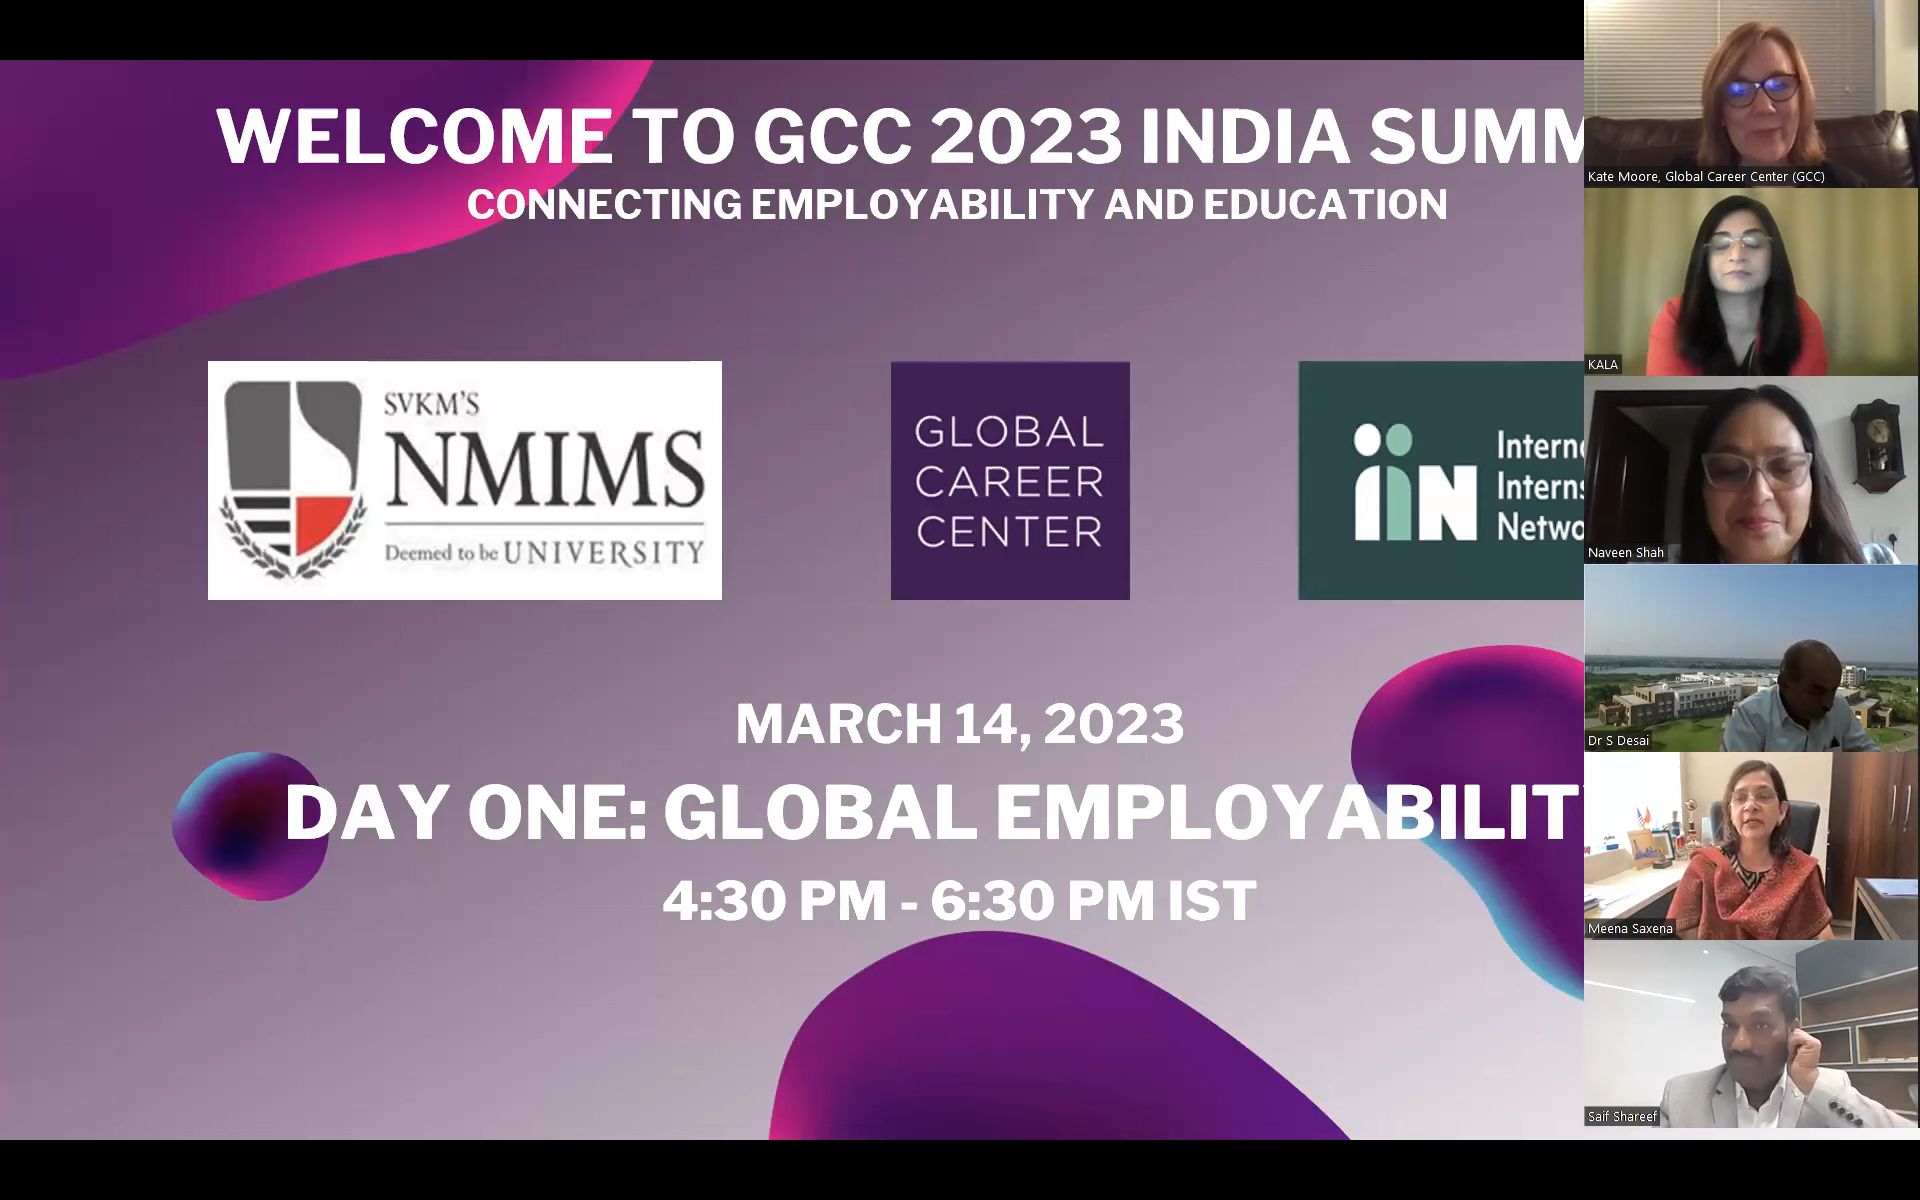 WELCOME TO GCC 2023 INDIA SUMM
CONNECTING EMPLOYABILITY AND EDUCATION
SVKM'S
NMIMS
Deemed to be UNIVERSITY
GLOBAL
CAREER
CENTER
iiN
Interne
Interns
Netwo
MARCH 14, 2023
DAY ONE: GLOBAL EMPLOYABILIT
4:30 PM - 6:30 PM IST
Kate Moore, Global Career Center (GCC)
KALA
Naveen Shah
Dr S Desai
Meena Saxena
Saif Shareef